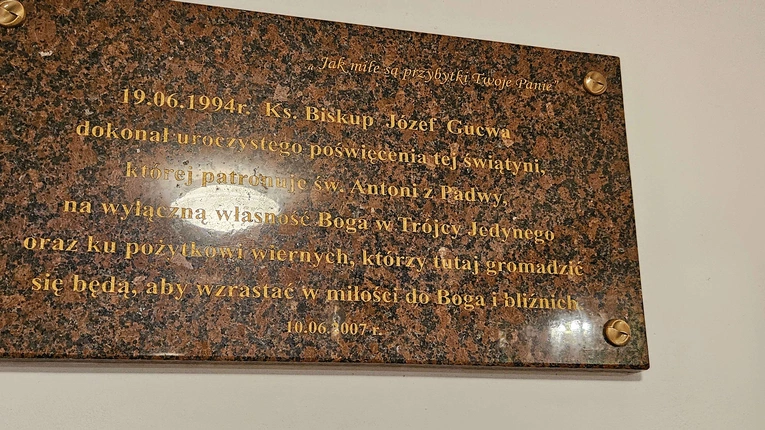 „Jak miłe są przybytki Twoje Panie”
19.06.1994r. Ks. Biskup Józef Gucwa
dokonał uroczystego poświęcenia tej świątyni,
której patronuje św. Antoni z Padwy,
na wyłączną własność Boga w Trójcy Jedynego
oraz ku pożytkowi wiernych, którzy tutaj gromadzić
się będą, aby wzrastać w miłości do Boga i bliźnich
10.06.2007 r.